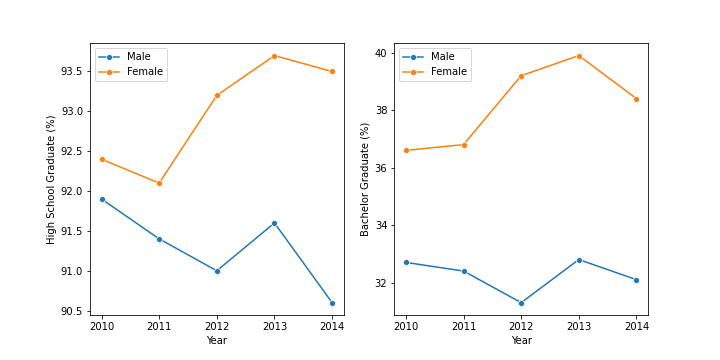 Male
Female
High School Graduate (%)
93.5
93.0
92.5
92.0
91.5
91.0
90.5
2010 2011 2012 2013 2014
Year
Male
Female
Bachelor Graduate (%)
40
38
36
34
32
2010 2011 2012 2013 2014
Year